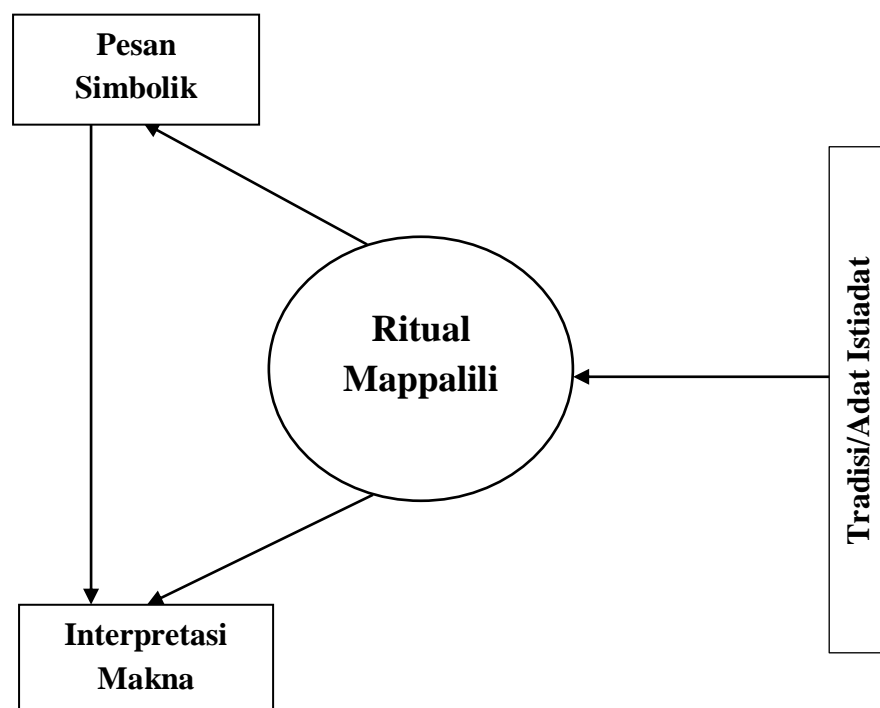 Pesan
Simbolik
Ritual
Mappalili
Tradisi/Adat Istiadat
Interpretasi
Makna